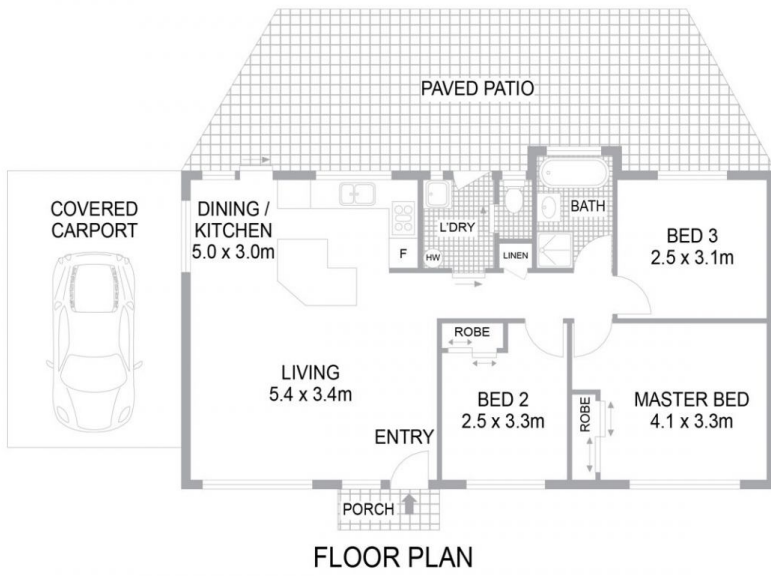 PAVED PATIO
COVERED
CARPORT
DINING /
KITCHEN
5.0 x 3.0m
F
L'DRY
HW
LINEN
BATH
BED 3
2.5 x 3.1m
LIVING
5.4 x 3.4m
ROBE
BED 2
2.5 x 3.3m
ROBE
MASTER BED
4.1 x 3.3m
ENTRY
PORCH
FLOOR PLAN